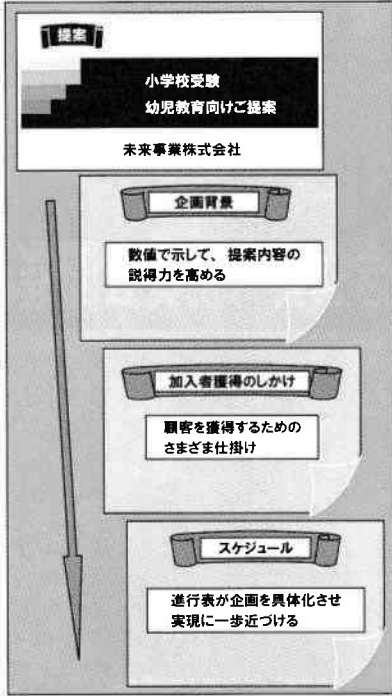 提案
小学校受験
幼児教育向けご提案
未来事業株式会社
企画背景
数値で示して、提案内容の
説得力を高める
加入者獲得のしかけ
顧客を獲得するための
さまざま仕掛け
スケジュール
進行表が企画を具体化させ
実現に一歩近づける